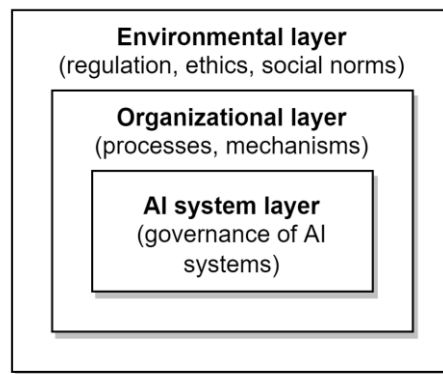 Environmental layer
(regulation, ethics, social norms)
Organizational layer
(processes, mechanisms)
AI system layer
(governance of AI
systems)